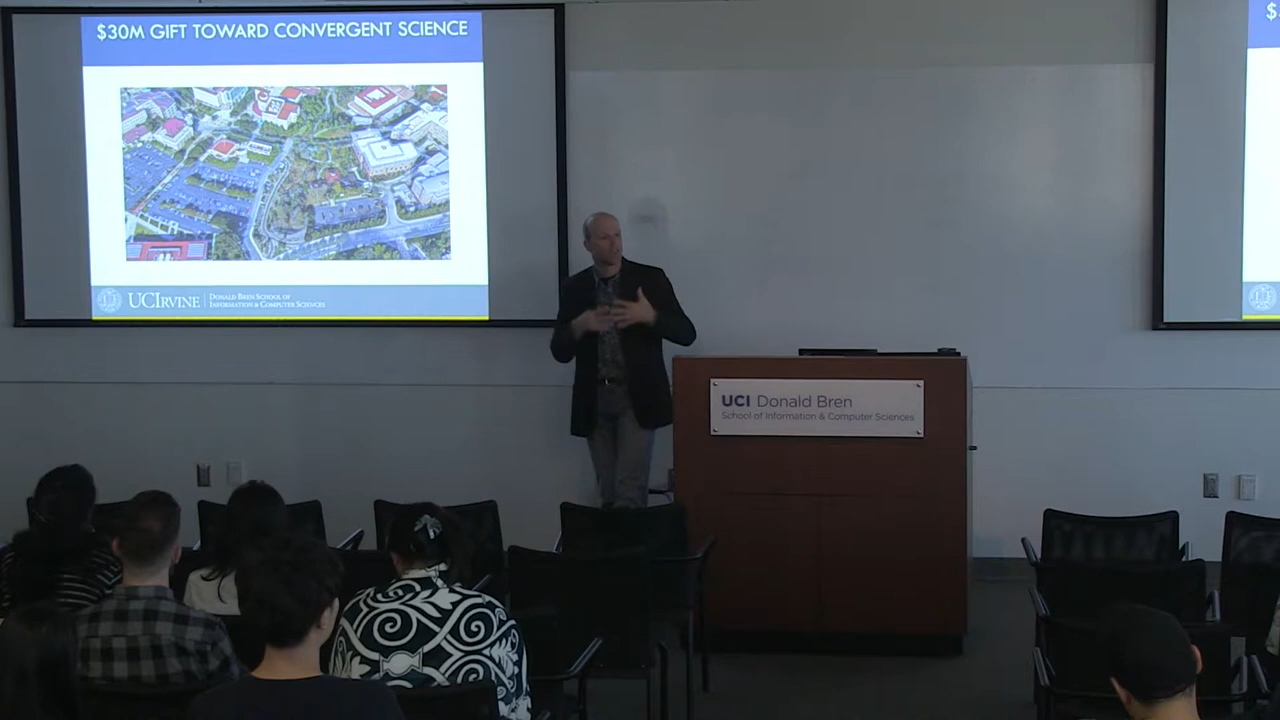 $30M GIFT TOWARD CONVERGENT SCIENCE
UCIRVINE
DONALD BREN SCHOOL OF
INFORMATION & COMPUTER SCIENCES
UCI Donald Bren
School of Information & Computer Sciences
$